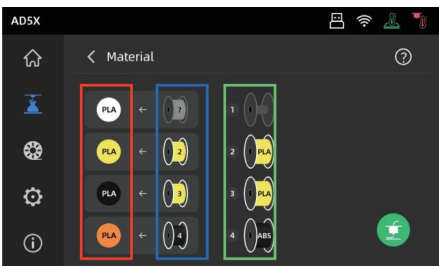 AD5X
Material
?
PLA ← ? 1
PLA ← 2 2 PLA
PLA ← 3 3 PLA
PLA ← 4 4 ABS